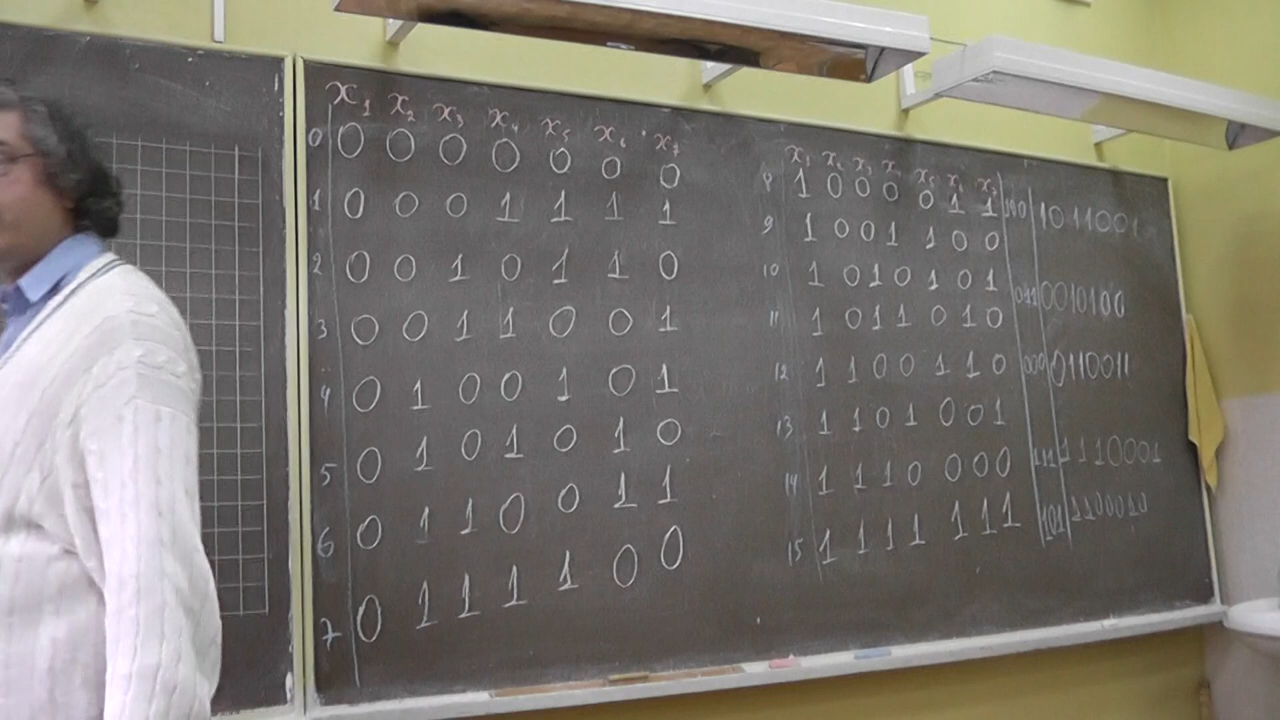 x₁ x₂ x₃ x₄ x₅ x₆ x₇
0 0 0 0 0 0 0 0
1 0 0 0 1 1 1 1
2 0 0 1 0 1 1 0
3 0 0 1 1 0 0 1
4 0 1 0 0 1 0 1
5 0 1 0 1 0 1 0
6 0 1 1 0 0 1 1
7 0 1 1 1 1 0 0
x₁ x₂ x₃ x₄ x₅ x₆ x₇
8 1 0 0 0 0 1 1
9 1 0 0 1 1 0 0
10 1 0 1 0 1 0 1
11 1 0 1 1 0 1 0
12 1 1 0 0 1 1 0
13 1 1 0 1 0 0 1
14 1 1 1 0 0 0 0
15 1 1 1 1 1 1 1
100 1011001
011 0010100
000 0110011
111 1110001
101 1100010